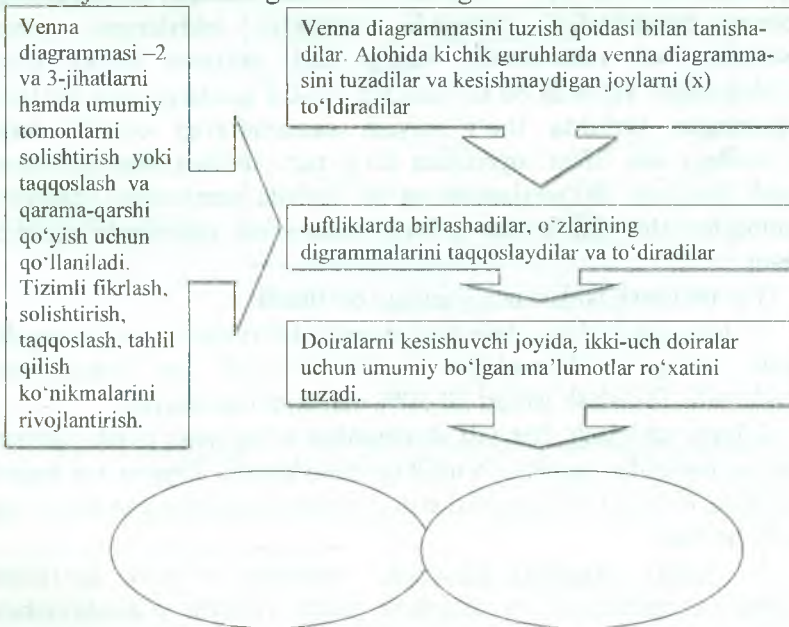 Venna
diagrammasi –2
va 3-jihatlarni
hamda umumiy
tomonlarni
solishtirish yoki
taqqoslash va
qarama-qarshi
qo‘yish uchun
qo‘llaniladi.
Tizimli fikrlash,
solishtirish,
taqqoslash, tahlil
qilish
ko‘nikmalarini
rivojlantirish.
Venna diagrammasini tuzish qoidasi bilan tanisha-
dilar. Alohida kichik guruhlarda venna diagramma-
sini tuzadilar va kesishmaydigan joylarni (x)
to‘ldiradilar
Juftliklarda birlashadilar, o‘zlarining
digrammalarini taqqoslaydilar va to‘diradilar
Doiralarni kesishuvchi joyida, ikki-uch doiralar
uchun umumiy bo‘lgan ma’lumotlar ro‘xatini
tuzadi.